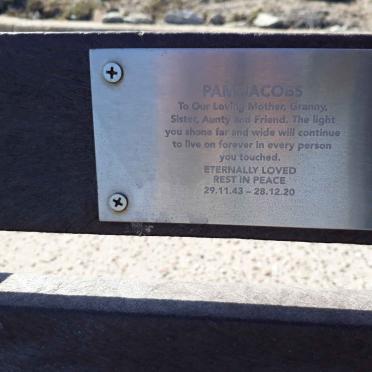 PAM JACOBS
To Our Loving Mother, Granny,
Sister, Aunty and Friend. The light
you shone far and wide will continue
to live on forever in every person
you touched.
ETERNALLY LOVED
REST IN PEACE
29.11.43 – 28.12.20